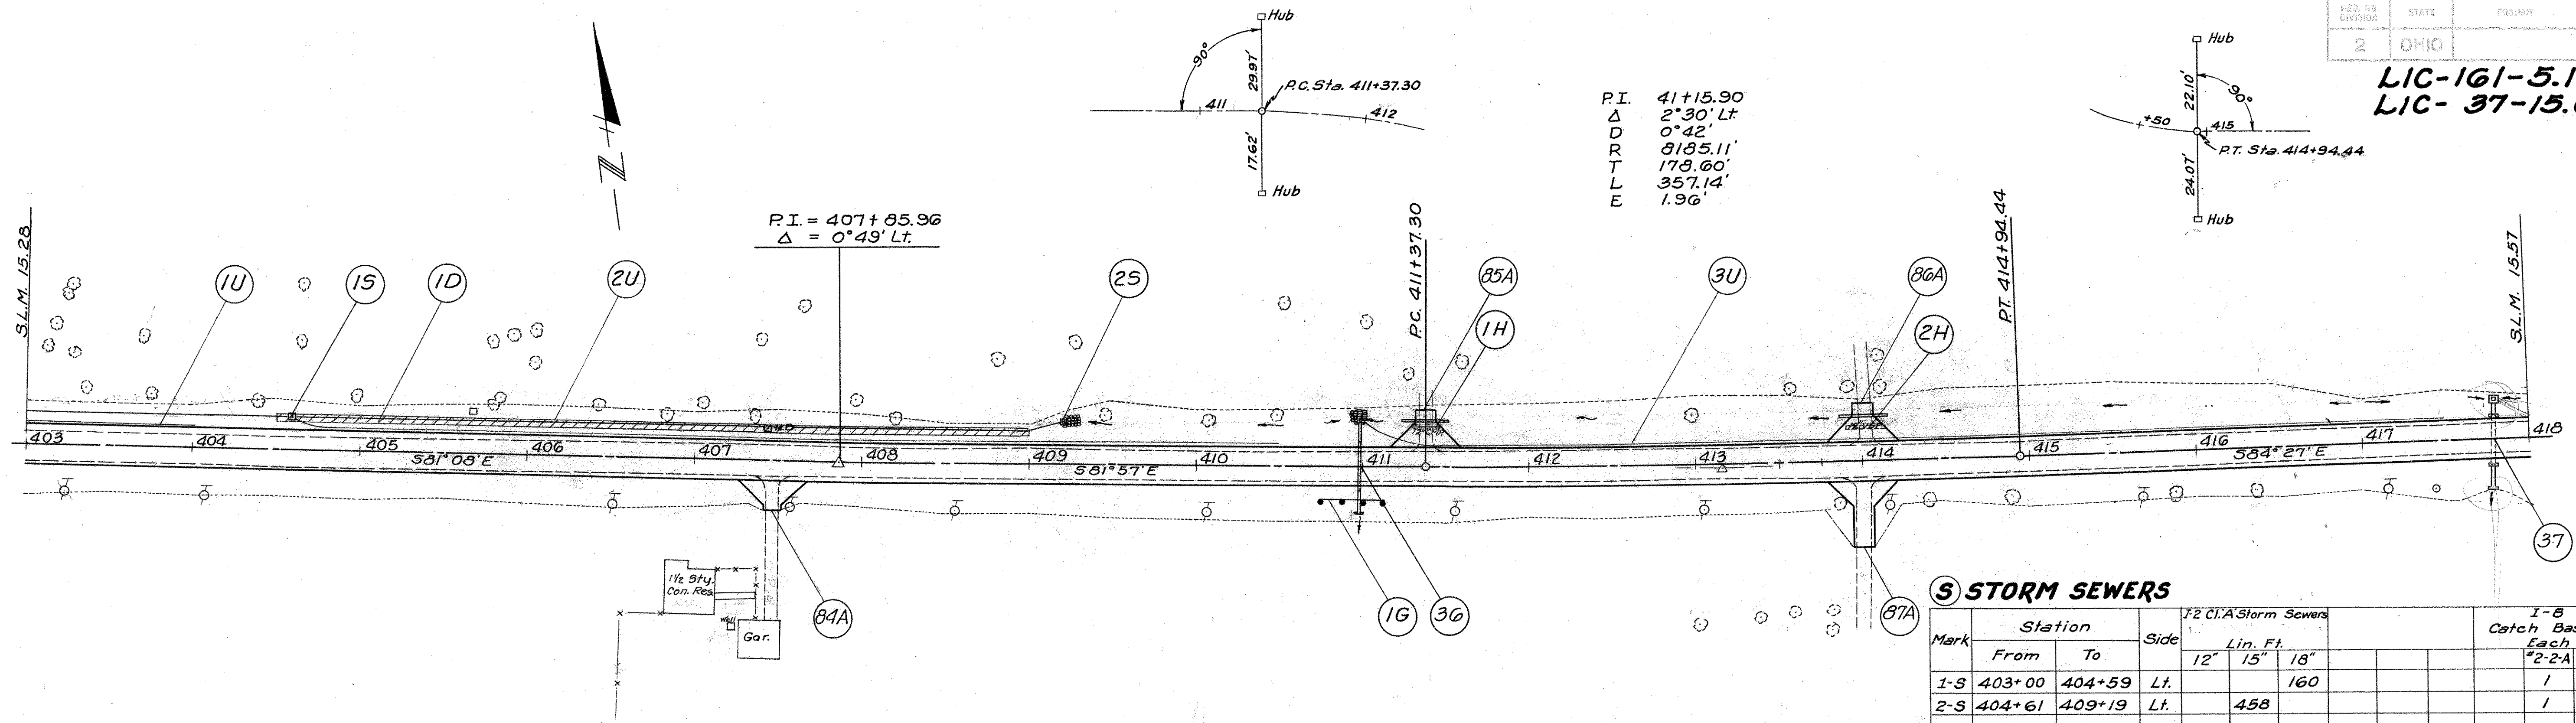 FED. RD. DIVISION STATE PROJECT
2 OHIO
LIC-161-5.1
LIC- 37-15.
Hub
90°
29.97'
P.C. Sta. 411+37.30
411
412
17.62'
Hub
P.I. 41+15.90
Δ 2°30' Lt.
D 0°42'
R 8185.11'
T 178.60'
L 357.14'
E 1.96'
Hub
22.10'
90°
+50
415
P.T. Sta. 414+94.44
24.07'
Hub
N
S.L.M. 15.28
P.I. = 407+85.96
Δ = 0°49' Lt.
P.C. 411+37.30
P.T. 414+94.44
S.L.M. 15.57
1U 1S 1D 2U 2S 85A 1H 3U 86A 2H
403 404 405 406 407 408 409 410 411 412 413 414 415 416 417 418
S81°08'E S81°57'E S84°27'E
1½ Sty.
Con. Res.
Well
Gar.
84A 1G 36 87A 37
S STORM SEWERS
Mark Station Side I-2 Cl.'A' Storm Sewers I-8
Catch Bas
Lin. Ft. Each
From To 12" 15" 18" #2-2-A
1-S 403+00 404+59 Lt. 160 1
2-S 404+61 409+19 Lt. 458 1